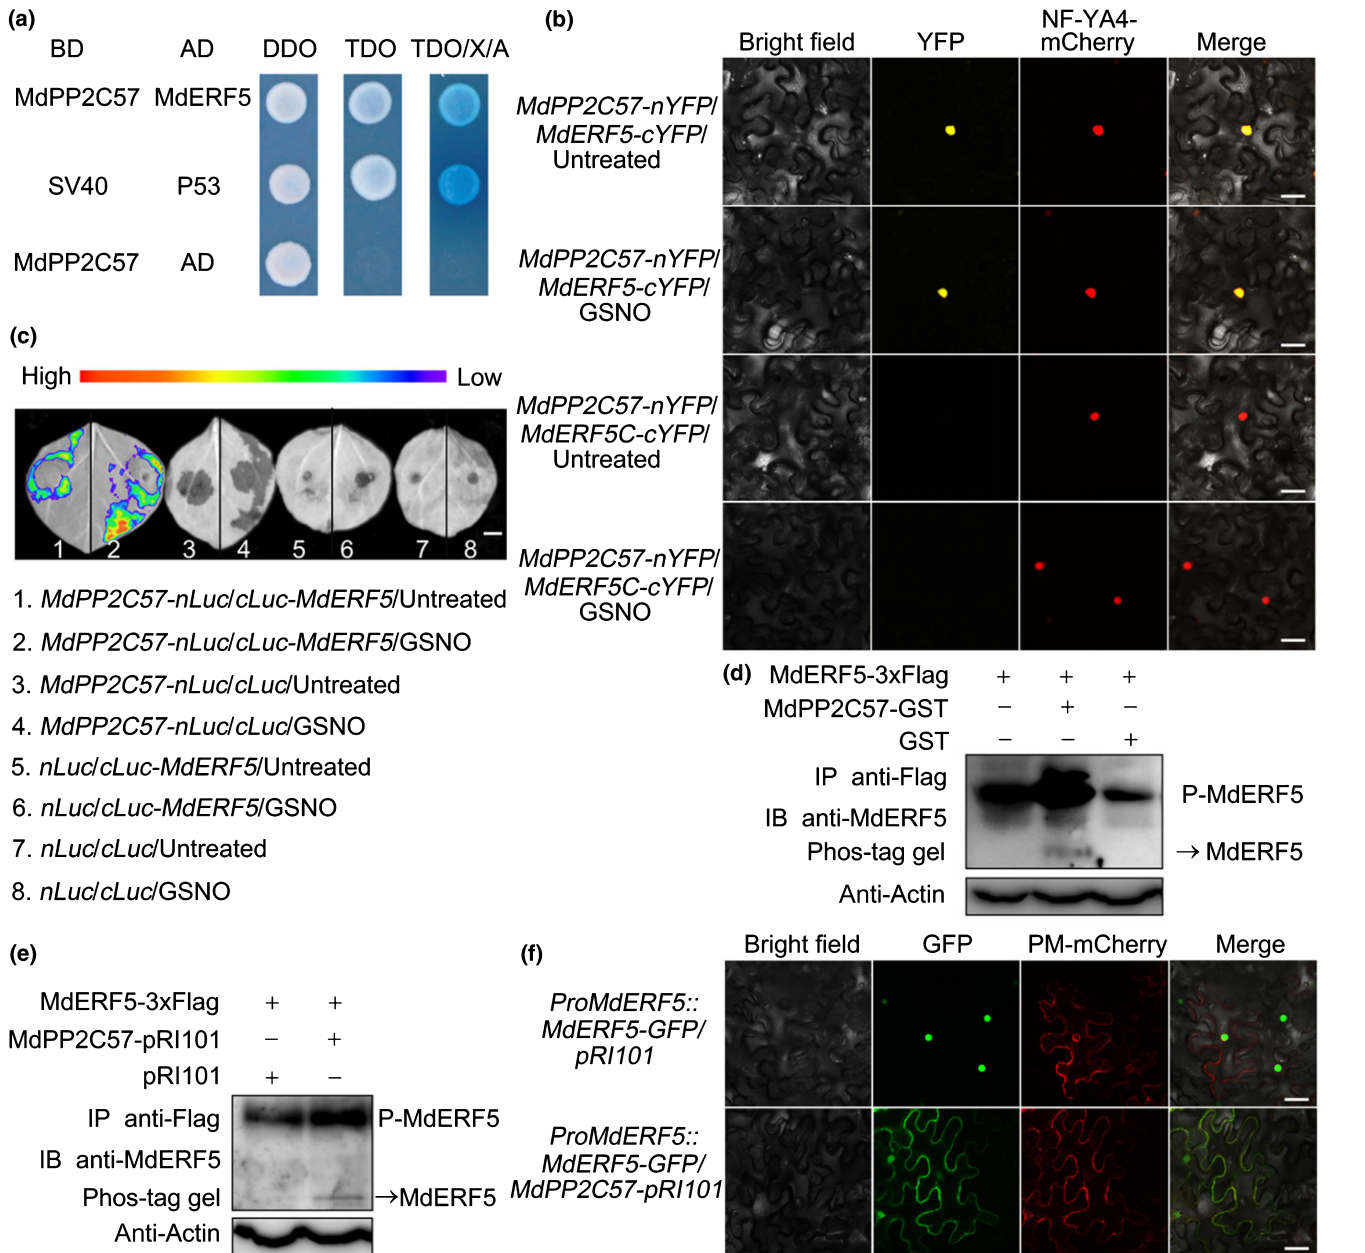 (a)
BD AD DDO TDO TDO/X/A
MdPP2C57 MdERF5
SV40 P53
MdPP2C57 AD
(b)
Bright field YFP NF-YA4-
mCherry Merge
MdPP2C57-nYFP/
MdERF5-cYFP/
Untreated
MdPP2C57-nYFP/
MdERF5-cYFP/
GSNO
MdPP2C57-nYFP/
MdERF5C-cYFP/
Untreated
MdPP2C57-nYFP/
MdERF5C-cYFP/
GSNO
(c)
High Low
1 2 3 4 5 6 7 8
1. MdPP2C57-nLuc/cLuc-MdERF5/Untreated
2. MdPP2C57-nLuc/cLuc-MdERF5/GSNO
3. MdPP2C57-nLuc/cLuc/Untreated
4. MdPP2C57-nLuc/cLuc/GSNO
5. nLuc/cLuc-MdERF5/Untreated
6. nLuc/cLuc-MdERF5/GSNO
7. nLuc/cLuc/Untreated
8. nLuc/cLuc/GSNO
(d)
MdERF5-3xFlag + + +
MdPP2C57-GST − + −
GST − − +
IP anti-Flag P-MdERF5
IB anti-MdERF5
Phos-tag gel → MdERF5
Anti-Actin
(e)
MdERF5-3xFlag + +
MdPP2C57-pRI101 − +
pRI101 + −
IP anti-Flag P-MdERF5
IB anti-MdERF5
Phos-tag gel →MdERF5
Anti-Actin
(f)
Bright field GFP PM-mCherry Merge
ProMdERF5::
MdERF5-GFP/
pRI101
ProMdERF5::
MdERF5-GFP/
MdPP2C57-pRI101